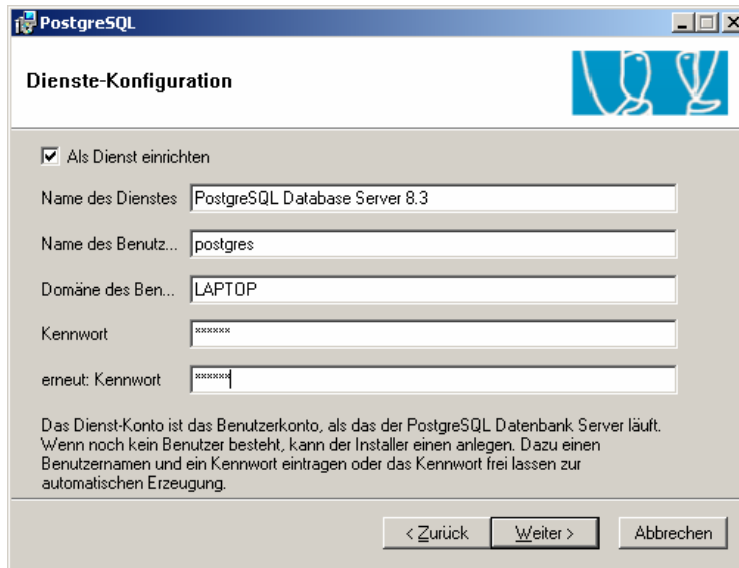 PostgreSQL
Dienste-Konfiguration
Als Dienst einrichten
Name des Dienstes PostgreSQL Database Server 8.3
Name des Benutz... postgres
Domäne des Ben... LAPTOP
Kennwort ******
erneut: Kennwort ******
Das Dienst-Konto ist das Benutzerkonto, als das der PostgreSQL Datenbank Server läuft.
Wenn noch kein Benutzer besteht, kann der Installer einen anlegen. Dazu einen
Benutzernamen und ein Kennwort eintragen oder das Kennwort frei lassen zur
automatischen Erzeugung.
< Zurück Weiter > Abbrechen